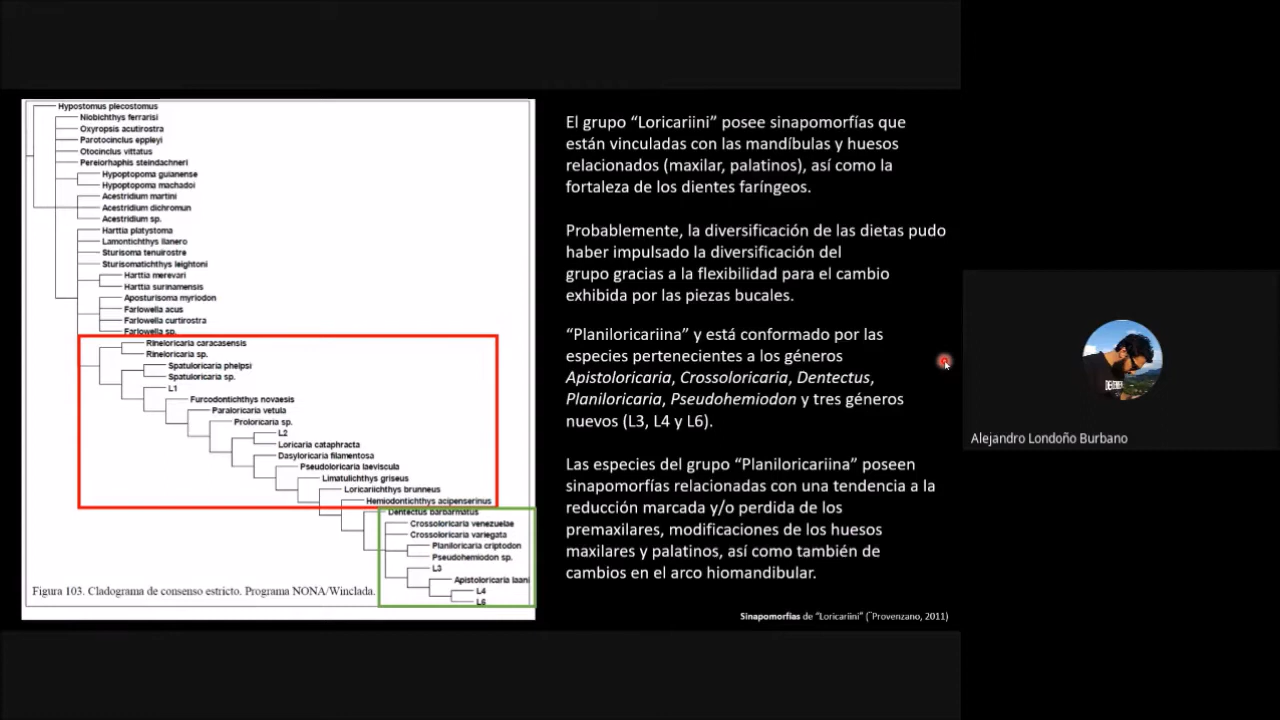 Hypostomus plecostomus
Niobichthys ferrarisi
Oxyropsis acutirostra
Parotocinclus eppleyi
Otocinclus vittatus
Pereiorhaphis steindachneri
Hypoptopoma guianense
Hypoptopoma machadoi
Acestridium martini
Acestridium dichromun
Acestridium sp.
Harttia platystoma
Lamontichthys llanero
Sturisoma tenuirostre
Sturisomatichthys leightoni
Harttia merevari
Harttia surinamensis
Aposturisoma myriodon
Farlowella acus
Farlowella curtirostra
Farlowella sp.
Rineloricaria caracasensis
Rineloricaria sp.
Spatuloricaria phelpsi
Spatuloricaria sp.
L1
Furcodontichthys novaesis
Paraloricaria vetula
Proloricaria sp.
L2
Loricaria cataphracta
Dasyloricaria filamentosa
Pseudoloricaria laeviscula
Limatulichthys griseus
Loricariichthys brunneus
Hemiodontichthys acipenserinus
Dentectus barbarmatus
Crossoloricaria venezuelae
Crossoloricaria variegata
Planiloricaria criptodon
Pseudohemiodon sp.
L3
Apistoloricaria laani
L4
L6
Figura 103. Cladograma de consenso estricto. Programa NONA/Winclada.
El grupo “Loricariini” posee sinapomorfías que
están vinculadas con las mandíbulas y huesos
relacionados (maxilar, palatinos), así como la
fortaleza de los dientes faríngeos.
Probablemente, la diversificación de las dietas pudo
haber impulsado la diversificación del
grupo gracias a la flexibilidad para el cambio
exhibida por las piezas bucales.
“Planiloricariina” y está conformado por las
especies pertenecientes a los géneros
Apistoloricaria, Crossoloricaria, Dentectus,
Planiloricaria, Pseudohemiodon y tres géneros
nuevos (L3, L4 y L6).
Las especies del grupo “Planiloricariina” poseen
sinapomorfías relacionadas con una tendencia a la
reducción marcada y/o perdida de los
premaxilares, modificaciones de los huesos
maxilares y palatinos, así como también de
cambios en el arco hiomandibular.
Sinapomorfías de “Loricariini” (¨Provenzano, 2011)
Alejandro Londoño Burbano